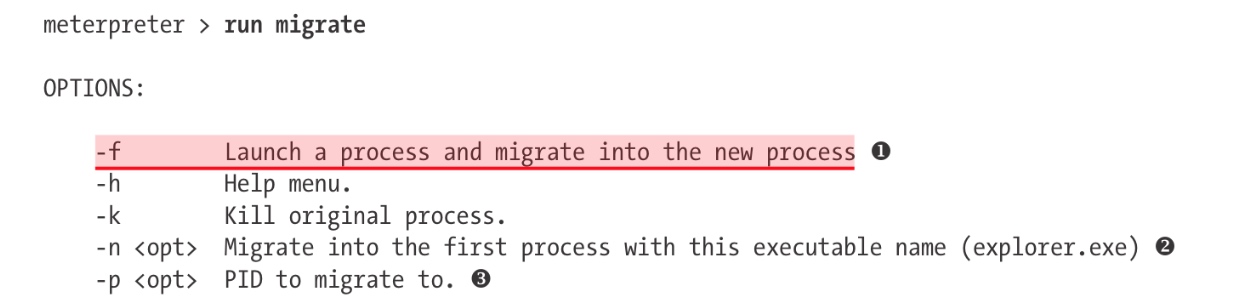 meterpreter > run migrate
OPTIONS:
-f Launch a process and migrate into the new process ❶
-h Help menu.
-k Kill original process.
-n <opt> Migrate into the first process with this executable name (explorer.exe) ❷
-p <opt> PID to migrate to. ❸